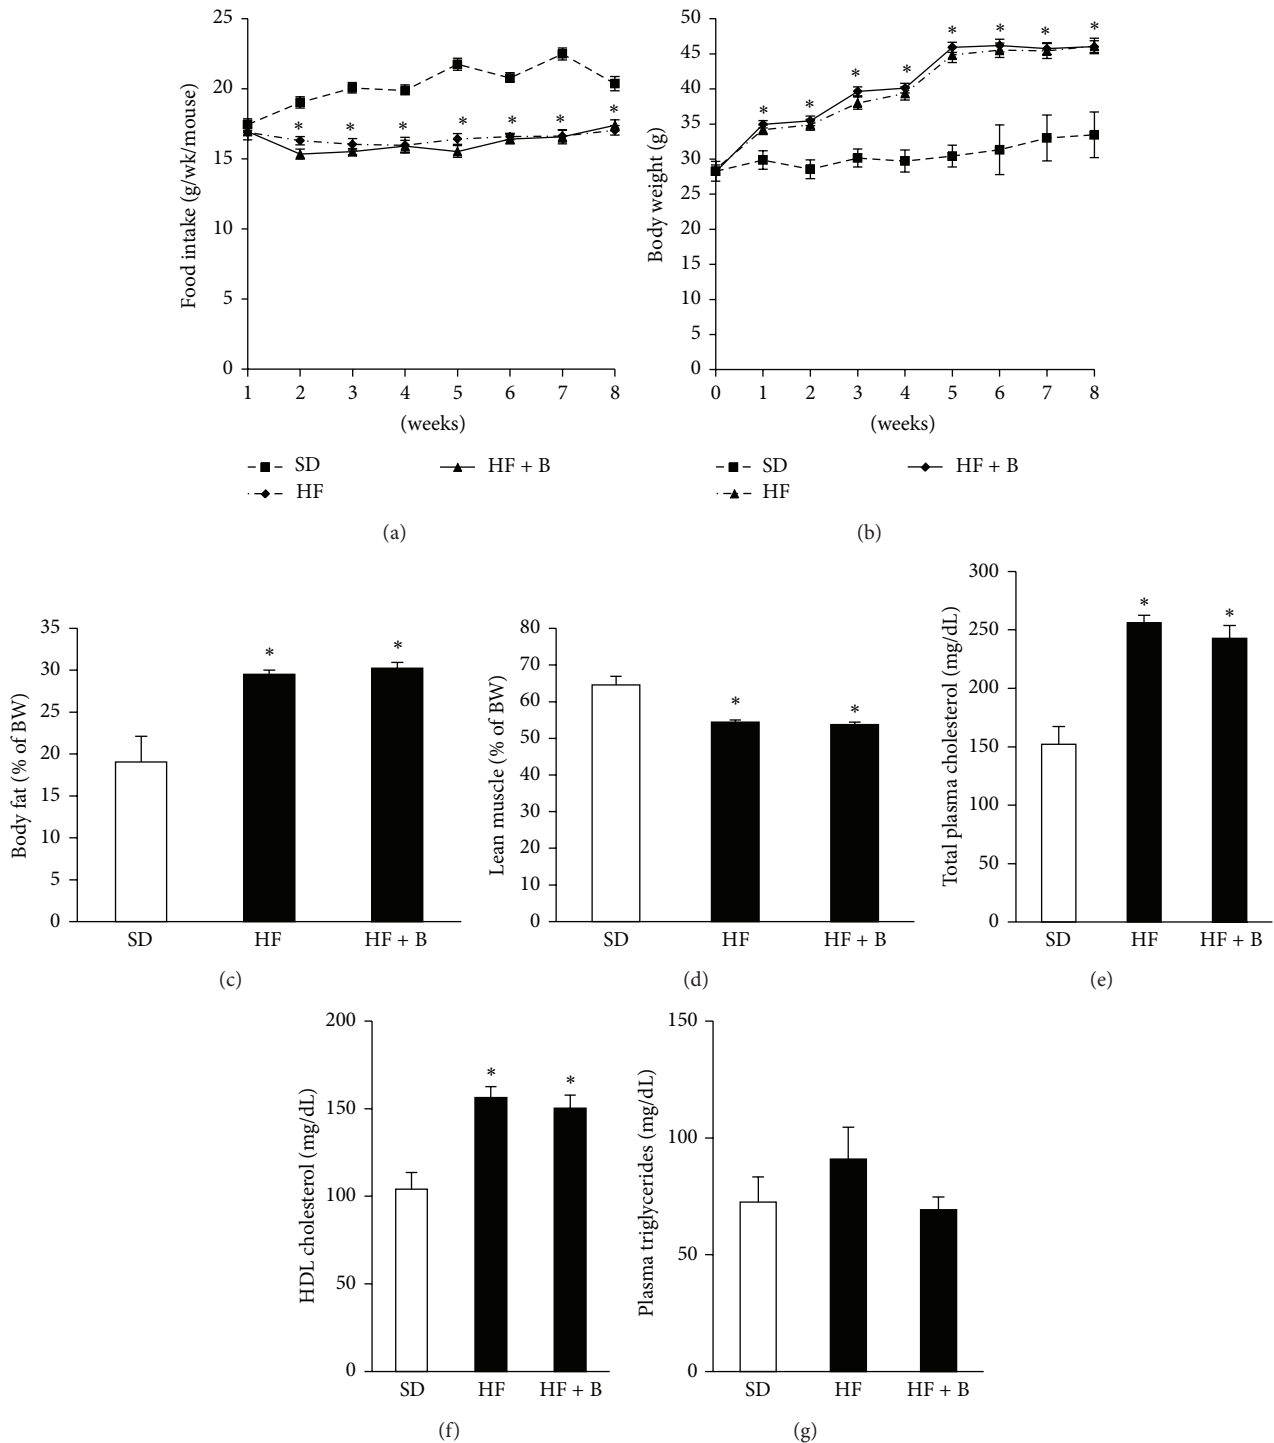 Food intake (g/wk/mouse)
25
20
15
10
5
0
* * * * * * *
1 2 3 4 5 6 7 8
(weeks)
SD
HF + B
HF
(a)
Body weight (g)
50
45
40
35
30
25
20
15
10
5
0
* * * * * * * *
0 1 2 3 4 5 6 7 8
(weeks)
SD
HF + B
HF
(b)
Body fat (% of BW)
35
30
25
20
15
10
5
0
* *
SD HF HF + B
(c)
Lean muscle (% of BW)
80
70
60
50
40
30
20
10
0
* *
SD HF HF + B
(d)
Total plasma cholesterol (mg/dL)
300
250
200
150
100
50
0
* *
SD HF HF + B
(e)
HDL cholesterol (mg/dL)
200
150
100
50
0
* *
SD HF HF + B
(f)
Plasma triglycerides (mg/dL)
150
100
50
0
SD HF HF + B
(g)